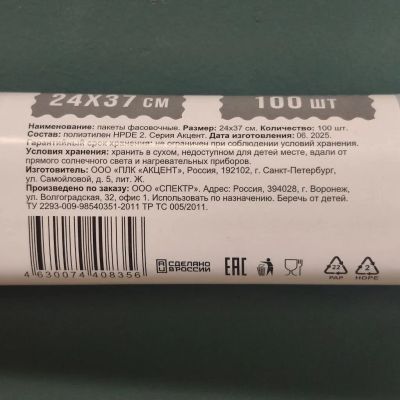 24X37 СМ 100 ШТ
Наименование: пакеты фасовочные. Размер: 24х37 см. Количество: 100 шт.
Состав: полиэтилен HPDE 2. Серия Акцент. Дата изготовления: 06. 2025.
Гарантийный срок хранения: не ограничен при соблюдении условий хранения.
Условия хранения: хранить в сухом, недоступном для детей месте, вдали от
прямого солнечного света и нагревательных приборов.
Изготовитель: ООО «ПЛК «АКЦЕНТ», Россия, 192102, г. Санкт-Петербург,
ул. Самойловой, д. 5, лит. Ж.
Произведено по заказу: ООО «СПЕКТР». Адрес: Россия, 394028, г. Воронеж,
ул. Волгоградская, 32, офис 1. Использовать по назначению. Беречь от детей.
ТУ 2293-009-98540351-2011 ТР ТС 005/2011.
4 630074 408356
СДЕЛАНО
В РОССИИ
EAC
22
PAP
2
HDPE